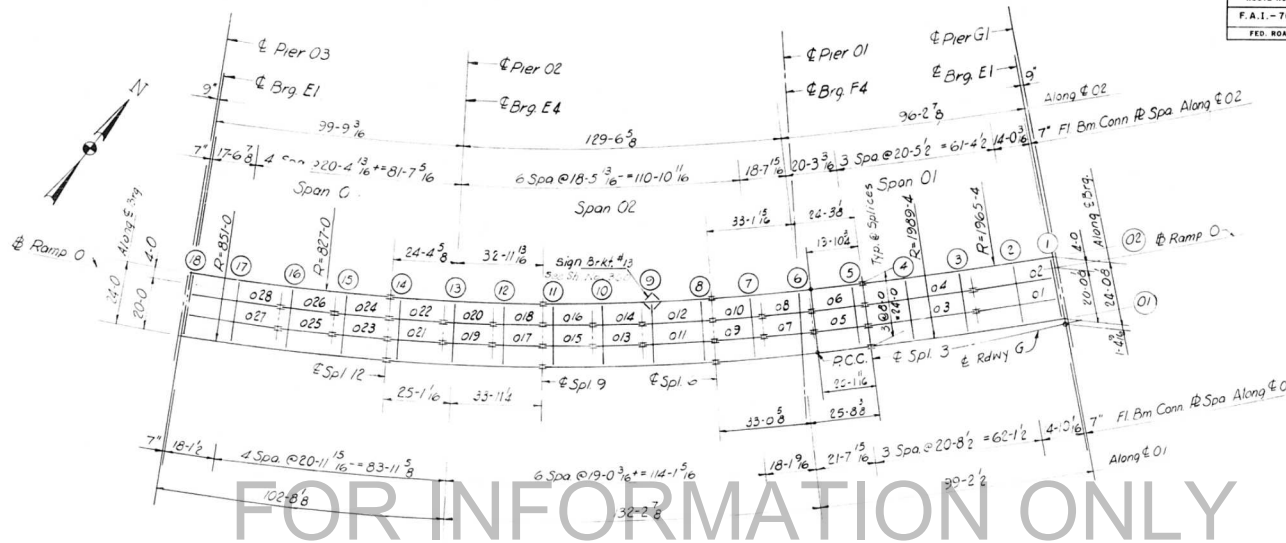 F.A.I.-7
FED. ROA
℄ Pier 03
℄ Brg. E1
℄ Pier 02
℄ Brg. E4
℄ Pier 01
℄ Brg. F4
℄ Pier G1
℄ Brg. E1
N
9"
99-9 3/16
129-6 5/8
96-2 7/8
9"
Along ℄ 02
7"
17-6 7/8
4 @20-4 13/16 += 81-7 5/16
6 Spa @18-5 13/16 -= 110-10 11/16
18-7 15/16
20-3 3/16
3 Spa @20-5 1/2 = 61-4 1/2
14-0 3/16
7" Fl. Bm Conn ℙ Spa. Along ℄ 02
Span
Span 02
Span 01
33-1 15/16
24-3 1/8
13-10 3/4
Typ. ℄ Splices
24-4 5/8
32-11 13/16
Sign Brkt. #13
R=851-0
R=827-0
R=1989-4
R=1965-4
℄ Ramp O
Along ℄ Brg
4-0
24-0
20-0
18 17 16 15 14 13 12 11 10 9 8 7 6 5 4 3 2 1
028 026 024 022 020 018 016 014 012 010 08 06 04 02
027 025 023 021 019 017 015 013 011 09 07 05 03 01
4-0
20-0 1/8
24-0 1/8
Along ℄ Brg.
02
℄ Ramp O
01
3 @8-0 =24-0
℄ Spl. 12
℄ Spl. 9
℄ Spl.
P.C.C.
℄ Spl. 3
℄ Rdwy G
25-1 1/16
33-11 1/4
33-0 5/8
25-8 3/8
7"
18-1 1/2
4 Spa. @20-11 15/16 -= 83-11 5/8
6 Spa @19-0 3/16 += 114-1 5/16
18-1 9/16
21-7 15/16
3 Spa. @20-8 1/2 =62-1 1/2
7"
Fl. Bm Conn. ℙ Spa Along ℄
102-8 1/8
132-2 7/8
99-2 1/2
Along ℄ 01
FOR INFORMATION ONLY